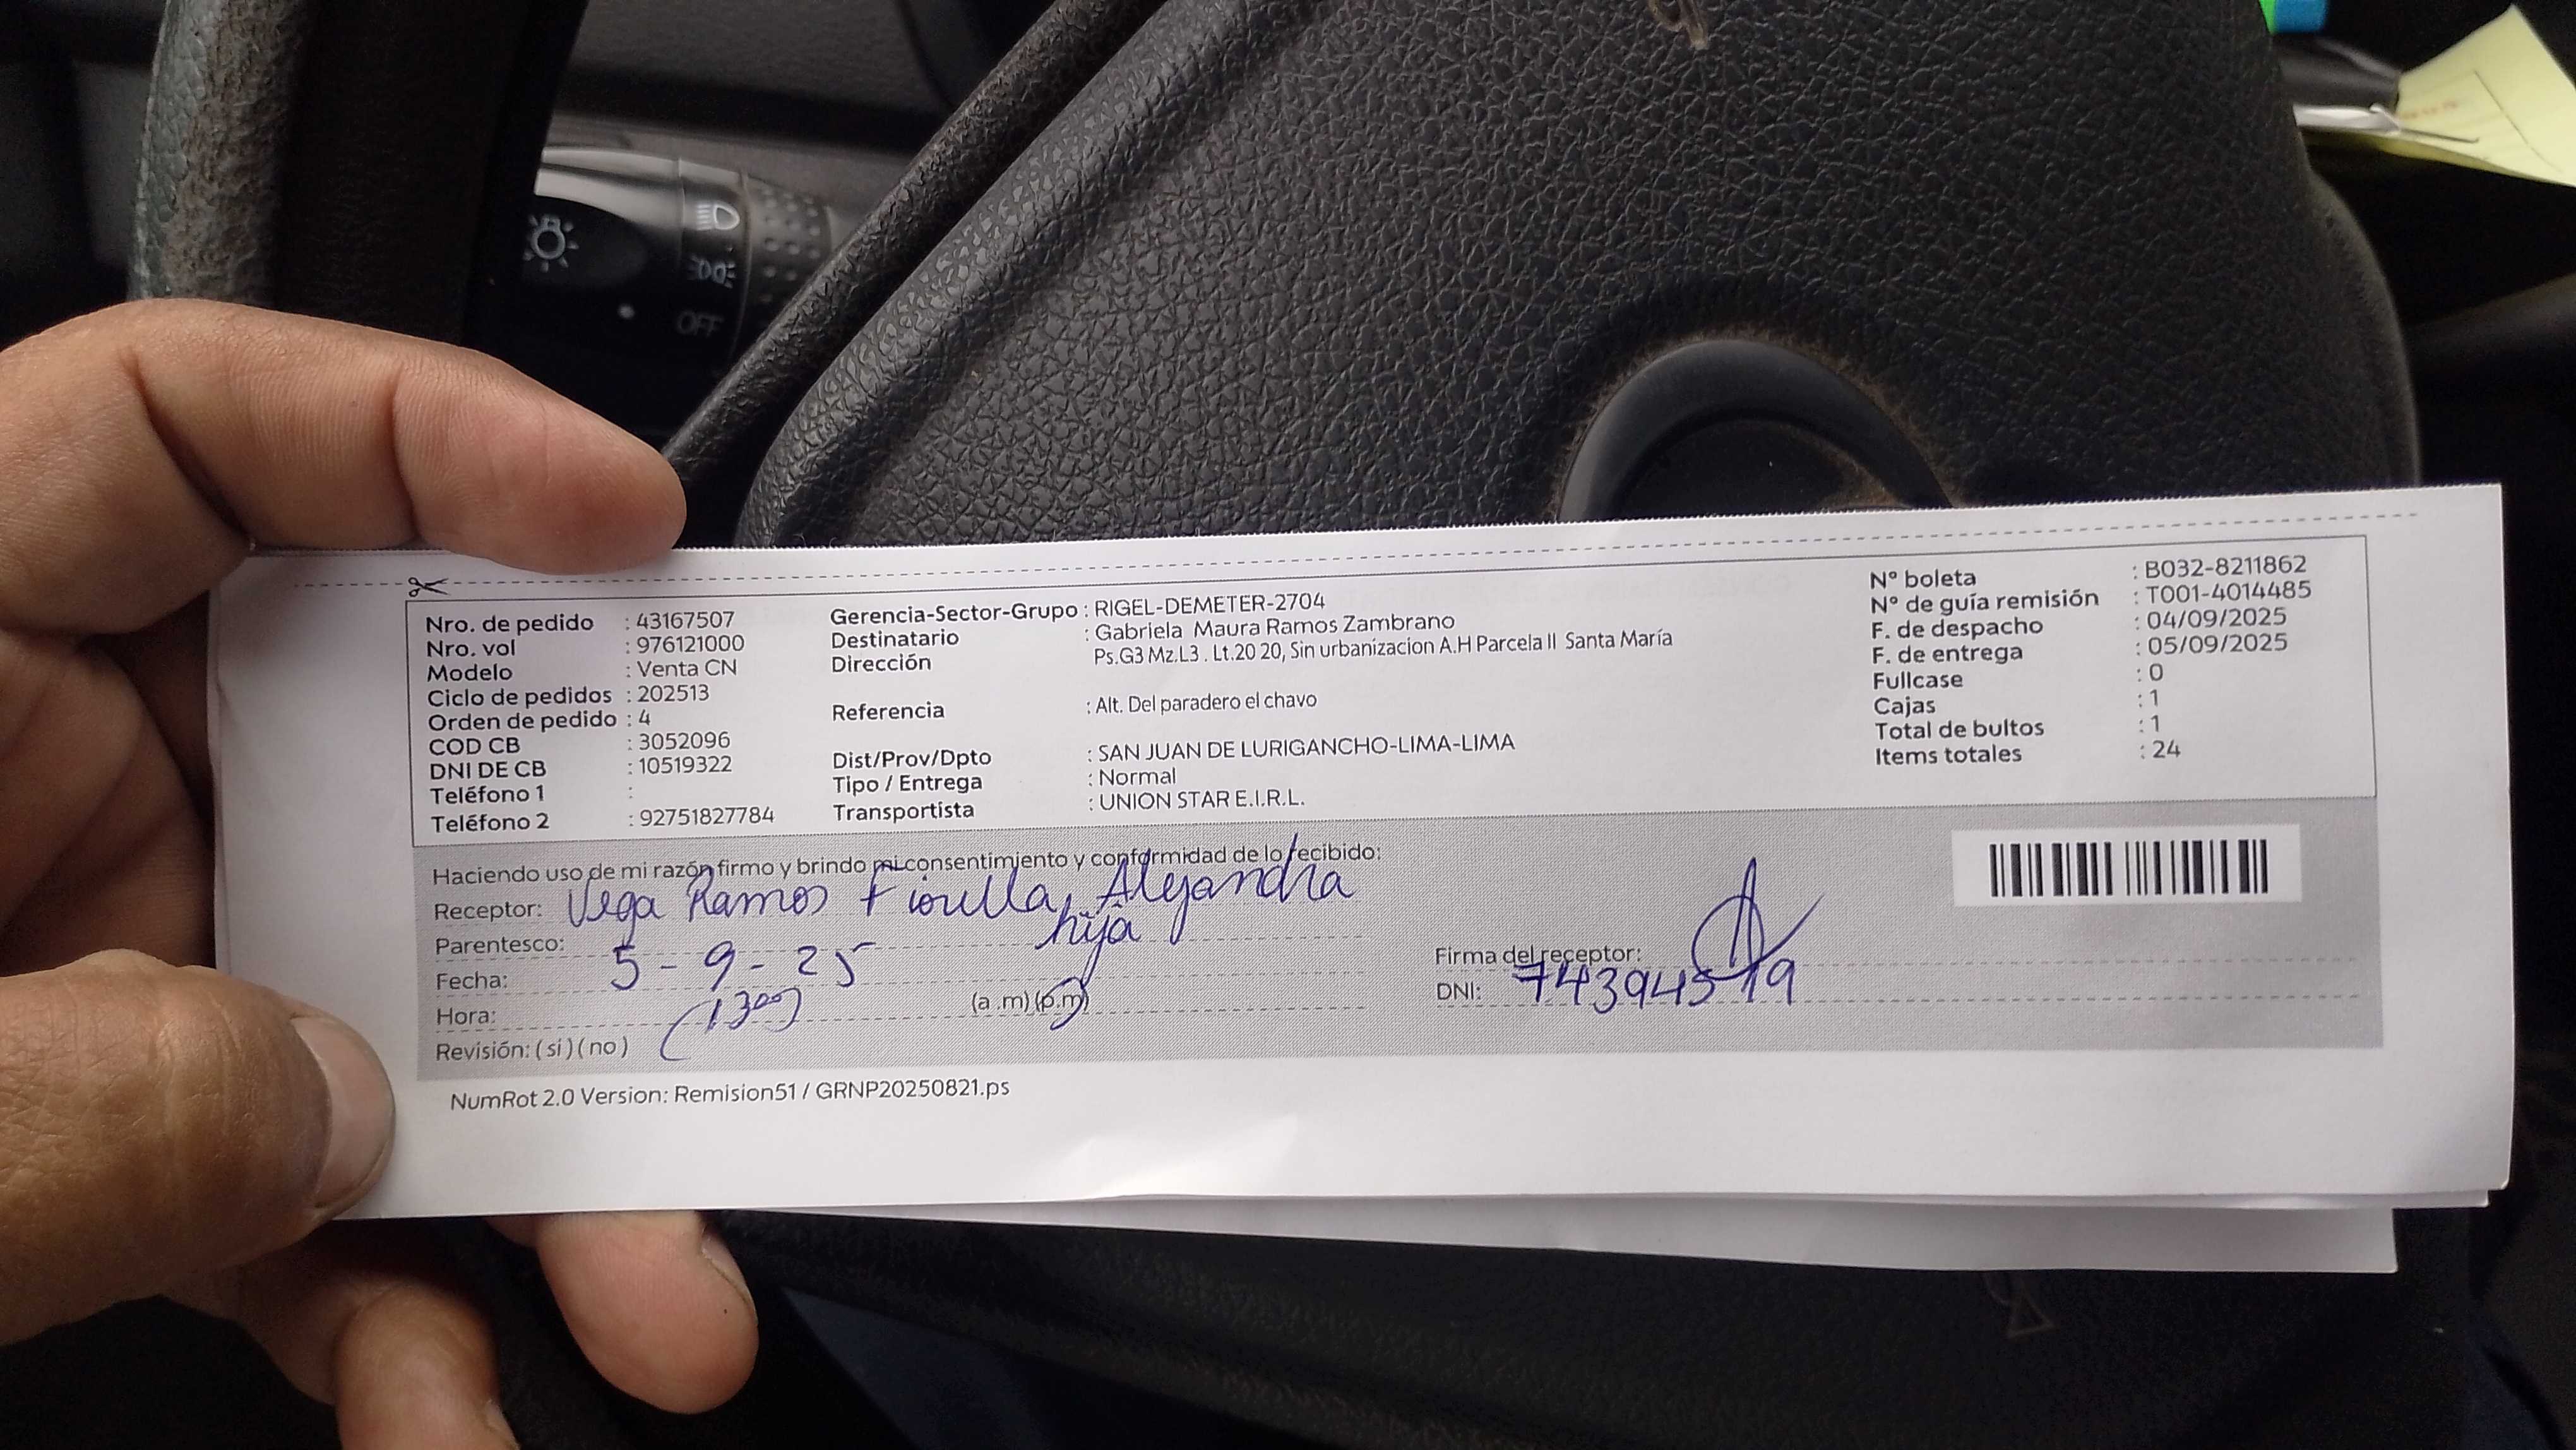 OFF
Nro. de pedido : 43167507
Nro. vol : 976121000
Modelo : Venta CN
Ciclo de pedidos : 202513
Orden de pedido : 4
COD CB : 3052096
DNI DE CB : 10519322
Teléfono 1 :
Teléfono 2 : 92751827784
Gerencia-Sector-Grupo : RIGEL-DEMETER-2704
Destinatario : Gabriela Maura Ramos Zambrano
Dirección Ps.G3 Mz.L3 . Lt.20 20, Sin urbanizacion A.H Parcela II Santa María
Referencia : Alt. Del paradero el chavo
Dist/Prov/Dpto : SAN JUAN DE LURIGANCHO-LIMA-LIMA
Tipo / Entrega : Normal
Transportista : UNION STAR E.I.R.L.
N° boleta : B032-8211862
N° de guía remisión : T001-4014485
F. de despacho : 04/09/2025
F. de entrega : 05/09/2025
Fullcase : 0
Cajas : 1
Total de bultos : 1
Items totales : 24
Haciendo uso de mi razón firmo y brindo mi consentimiento y conformidad de lo recibido:
Receptor: Vega Ramos Fiorella Alejandra
Parentesco: hija
Fecha: 5-9-25
Hora: (1300) (a .m) (p.m)
Revisión: ( sí ) ( no )
Firma del receptor:
DNI:
NumRot 2.0 Version: Remision51 / GRNP20250821.ps